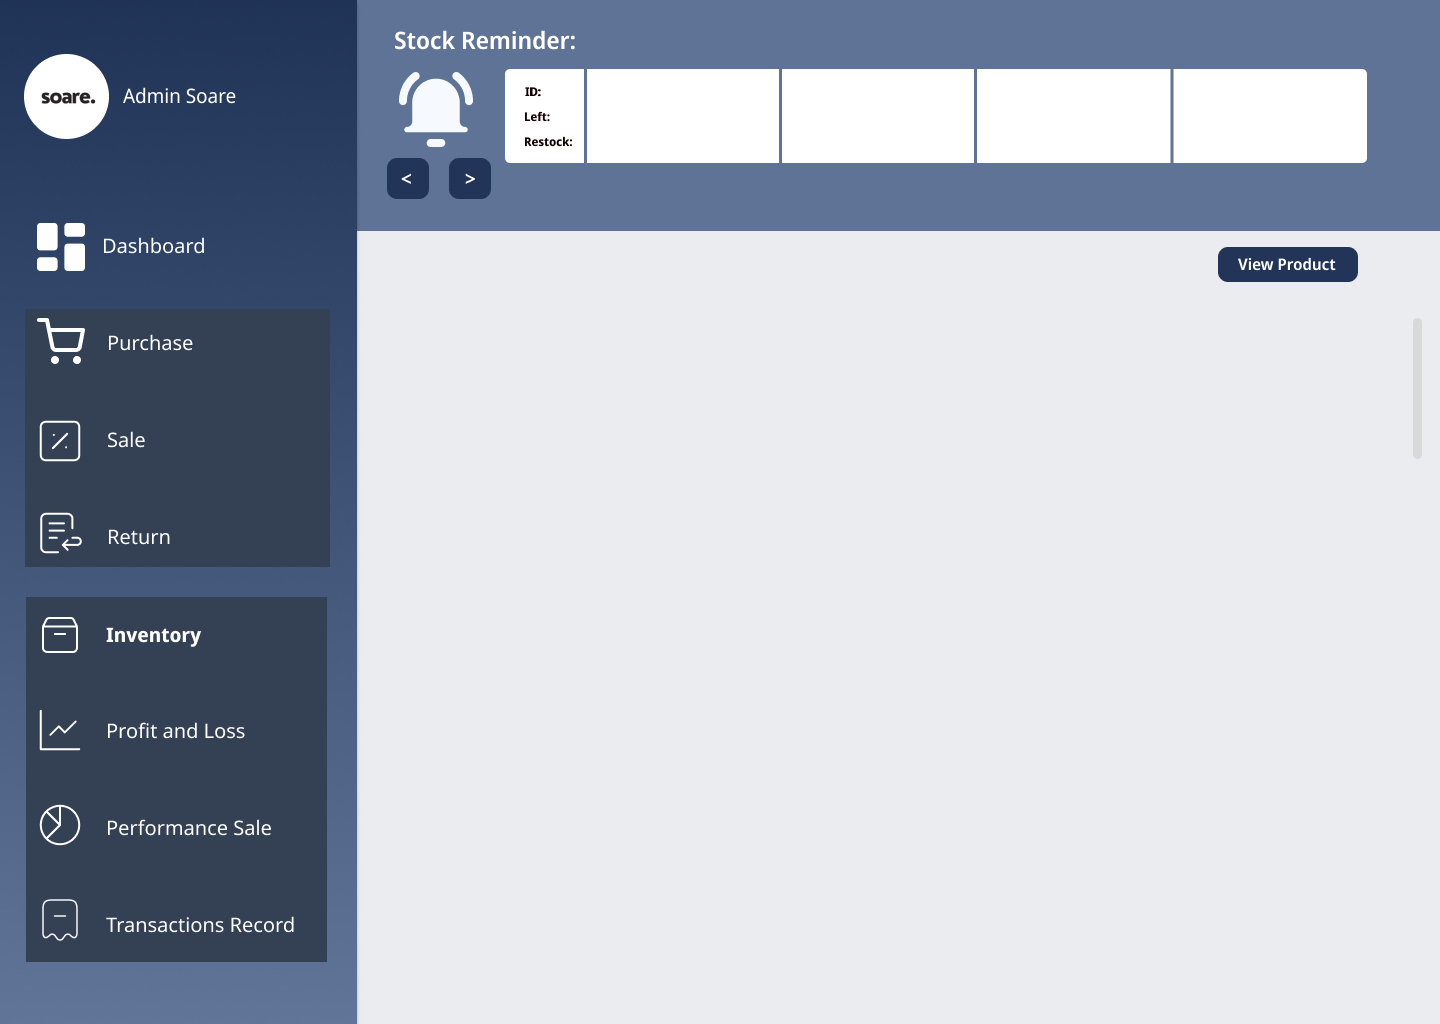 soare.
Admin Soare
Dashboard
Purchase
Sale
Return
Inventory
Profit and Loss
Performance Sale
Transactions Record
Stock Reminder:
ID:
Left:
Restock:
< >
View Product